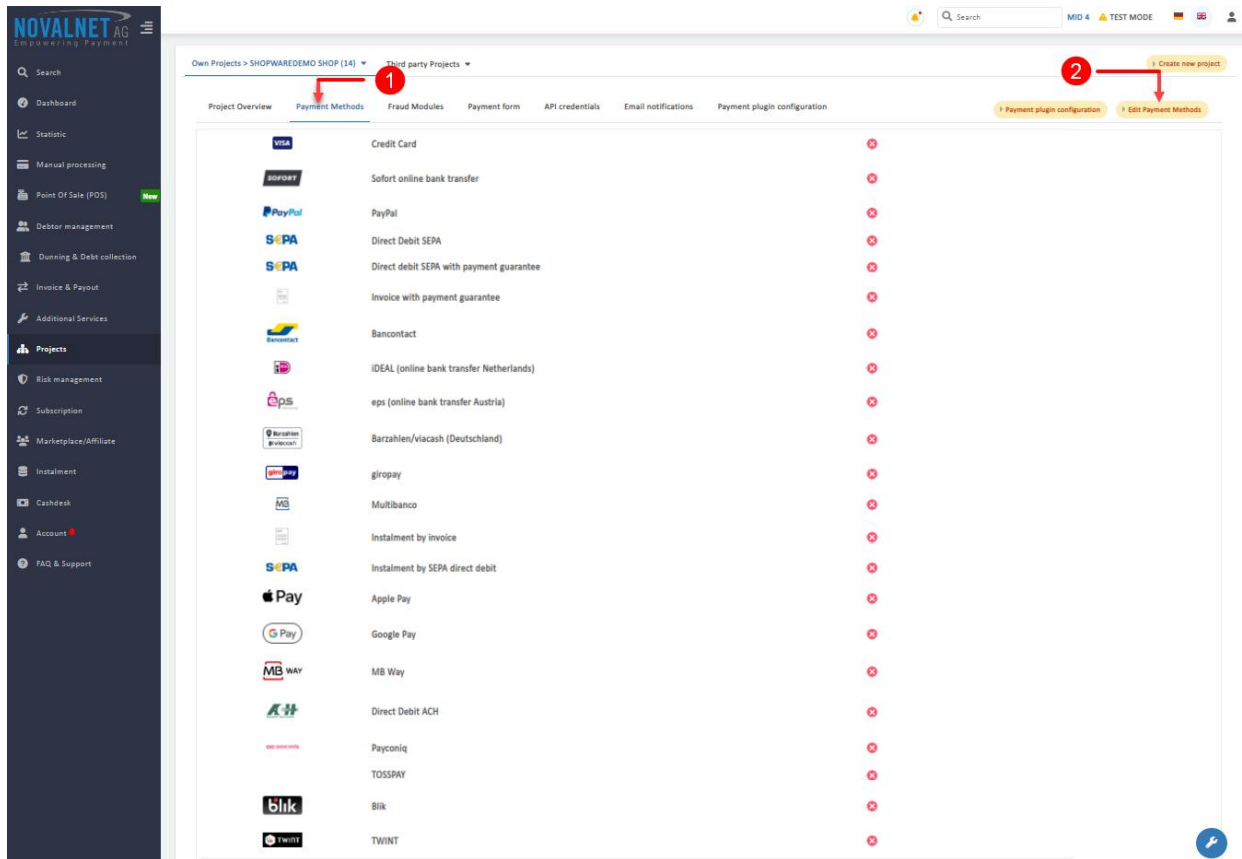 NOVALNET AG
Empowering Payment
Search
Dashboard
Statistic
Manual processing
Point Of Sale (POS) New
Debtor management
Dunning & Debt collection
Invoice & Payout
Additional Services
Projects
Risk management
Subscription
Marketplace/Affiliate
Instalment
Cashdesk
Account
FAQ & Support
Search MID 4 TEST MODE
Own Projects > SHOPWAREDEMO SHOP (14) Third party Projects Create new project
1
2
Project Overview Payment Methods Fraud Modules Payment form API credentials Email notifications Payment plugin configuration Payment plugin configuration Edit Payment Methods
VISA Credit Card
SOFORT Sofort online bank transfer
PayPal PayPal
S€PA Direct Debit SEPA
S€PA Direct debit SEPA with payment guarantee
Invoice with payment guarantee
Bancontact Bancontact
iDEAL (online bank transfer Netherlands)
eps eps (online bank transfer Austria)
Barzahlen viacash Barzahlen/viacash (Deutschland)
giropay giropay
MB Multibanco
Instalment by invoice
S€PA Instalment by SEPA direct debit
Pay Apple Pay
G Pay Google Pay
MB WAY MB Way
ACH Direct Debit ACH
Payconiq
TOSSPAY
blik Blik
TWINT TWINT